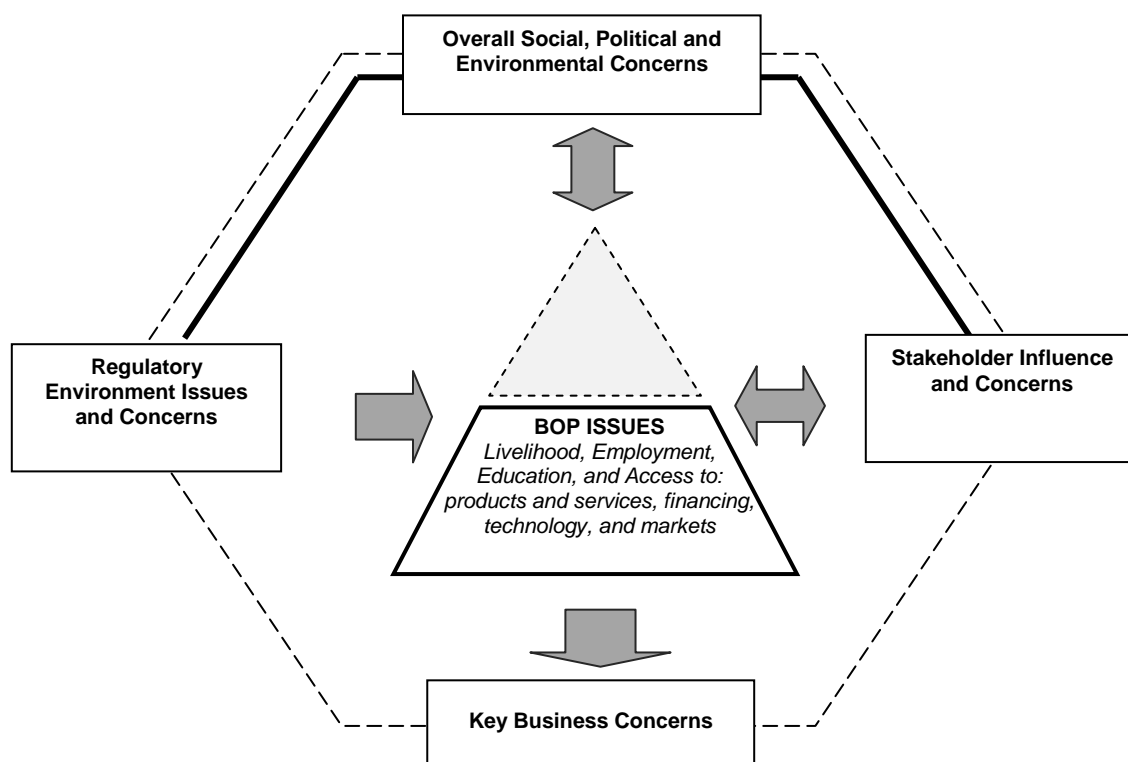 Overall Social, Political and
Environmental Concerns
Regulatory
Environment Issues
and Concerns
Stakeholder Influence
and Concerns
BOP ISSUES
Livelihood, Employment,
Education, and Access to:
products and services, financing,
technology, and markets
Key Business Concerns